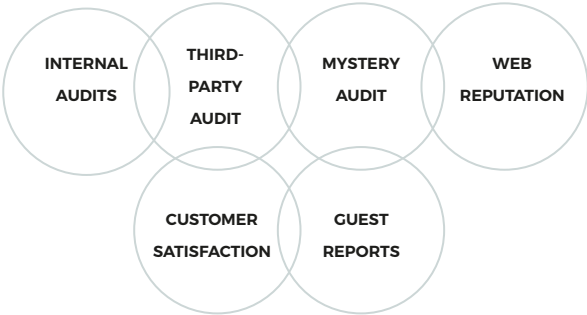 INTERNAL
AUDITS
THIRD-
PARTY
AUDIT
MYSTERY
AUDIT
WEB
REPUTATION
CUSTOMER
SATISFACTION
GUEST
REPORTS